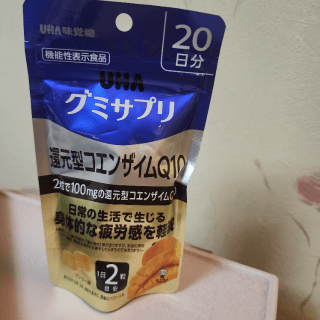 UHA味覚糖
機能性表示食品
20
日分
UHA
グミサプリ
還元型コエンザイムQ10
2粒で100mgの還元型コエンザイムQ
日常の生活で生じる
身体的な疲労感を軽減
1日2粒
目安